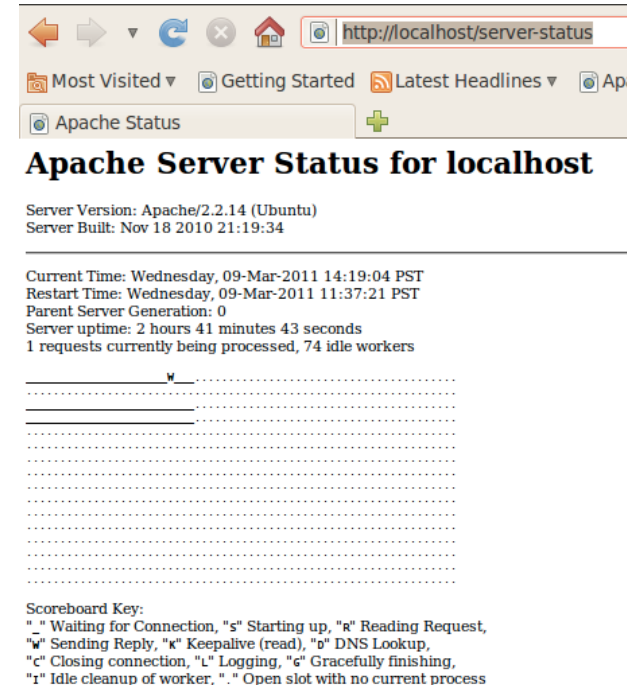 http://localhost/server-status
Most Visited Getting Started Latest Headlines Apa
Apache Status
Apache Server Status for localhost
Server Version: Apache/2.2.14 (Ubuntu)
Server Built: Nov 18 2010 21:19:34
Current Time: Wednesday, 09-Mar-2011 14:19:04 PST
Restart Time: Wednesday, 09-Mar-2011 11:37:21 PST
Parent Server Generation: 0
Server uptime: 2 hours 41 minutes 43 seconds
1 requests currently being processed, 74 idle workers
_____________________W___.......................................
................................................................
_________________________.......................................
_________________________.......................................
................................................................
................................................................
................................................................
................................................................
................................................................
................................................................
................................................................
................................................................
................................................................
................................................................
................................................................
................................................................
Scoreboard Key:
"_" Waiting for Connection, "S" Starting up, "R" Reading Request,
"W" Sending Reply, "K" Keepalive (read), "D" DNS Lookup,
"C" Closing connection, "L" Logging, "G" Gracefully finishing,
"I" Idle cleanup of worker, "." Open slot with no current process